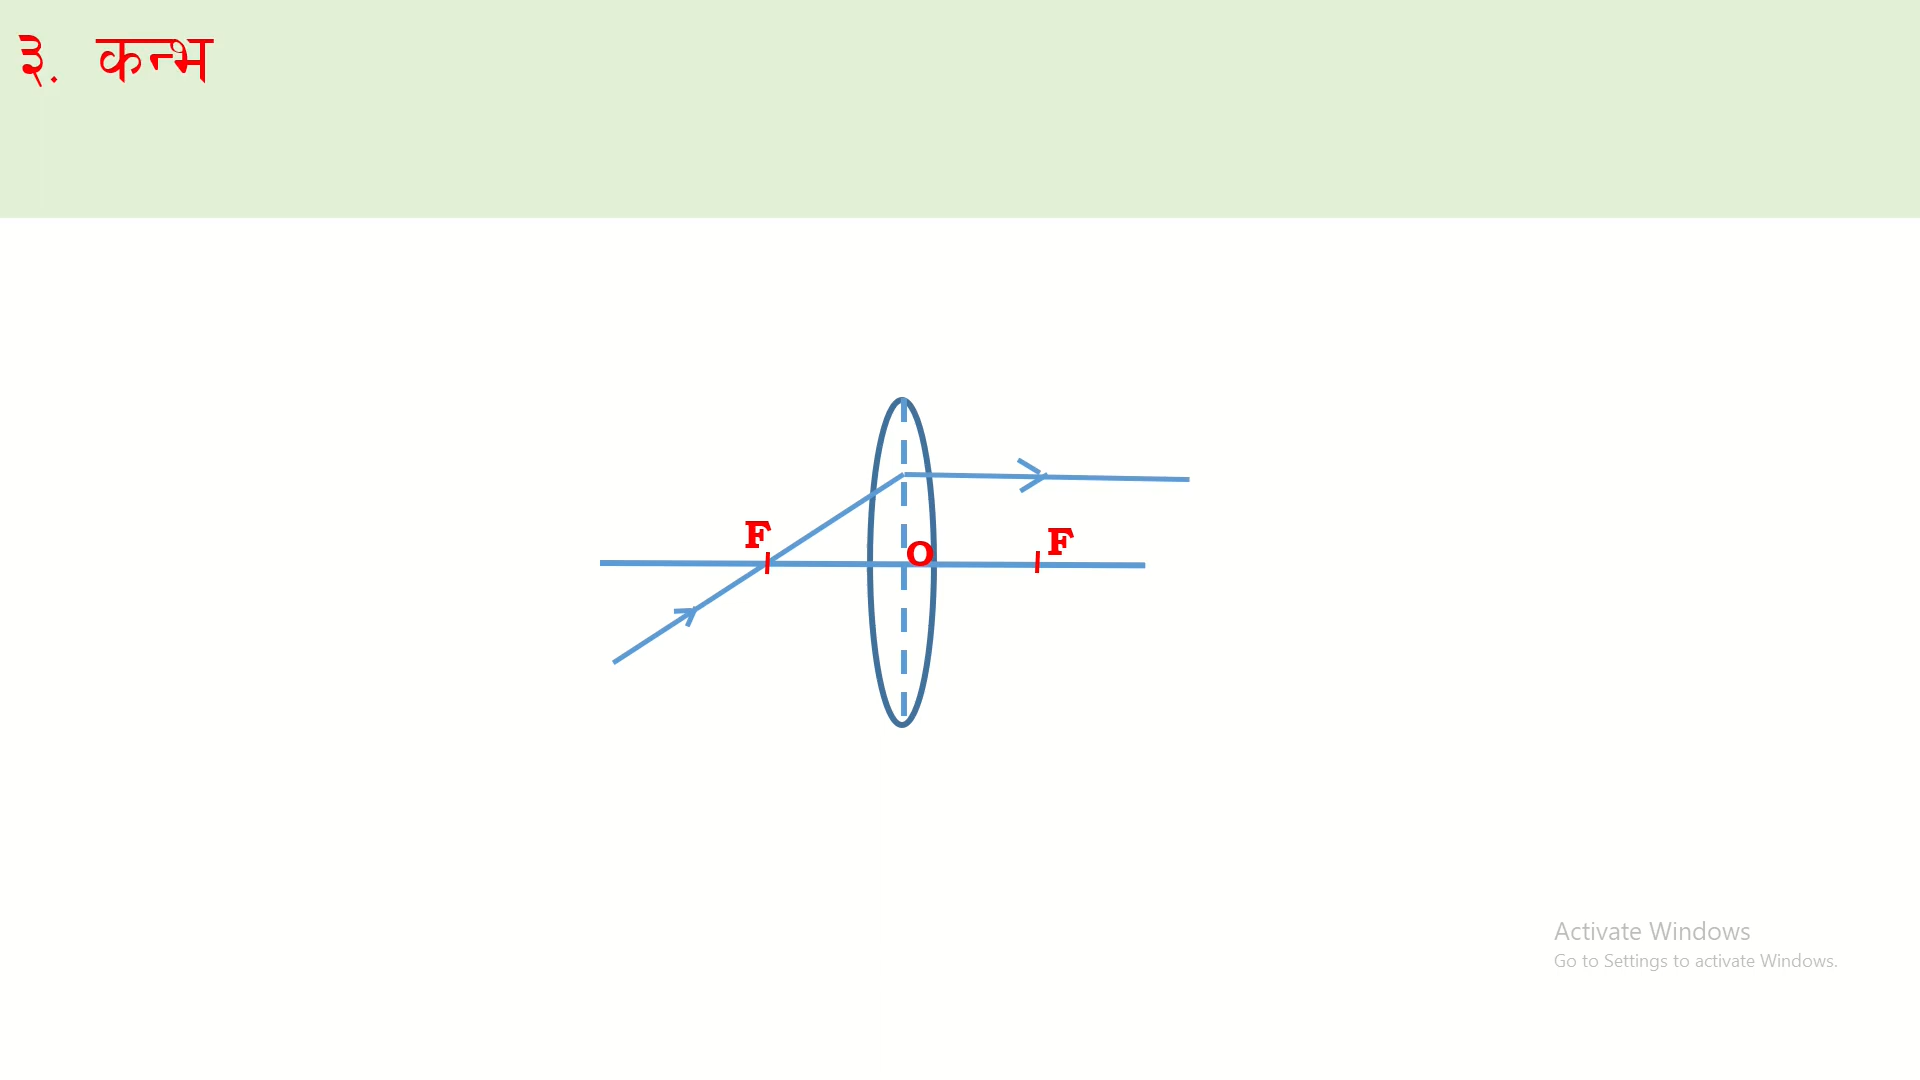 ३. कन्भ
F
O
F
Activate Windows
Go to Settings to activate Windows.